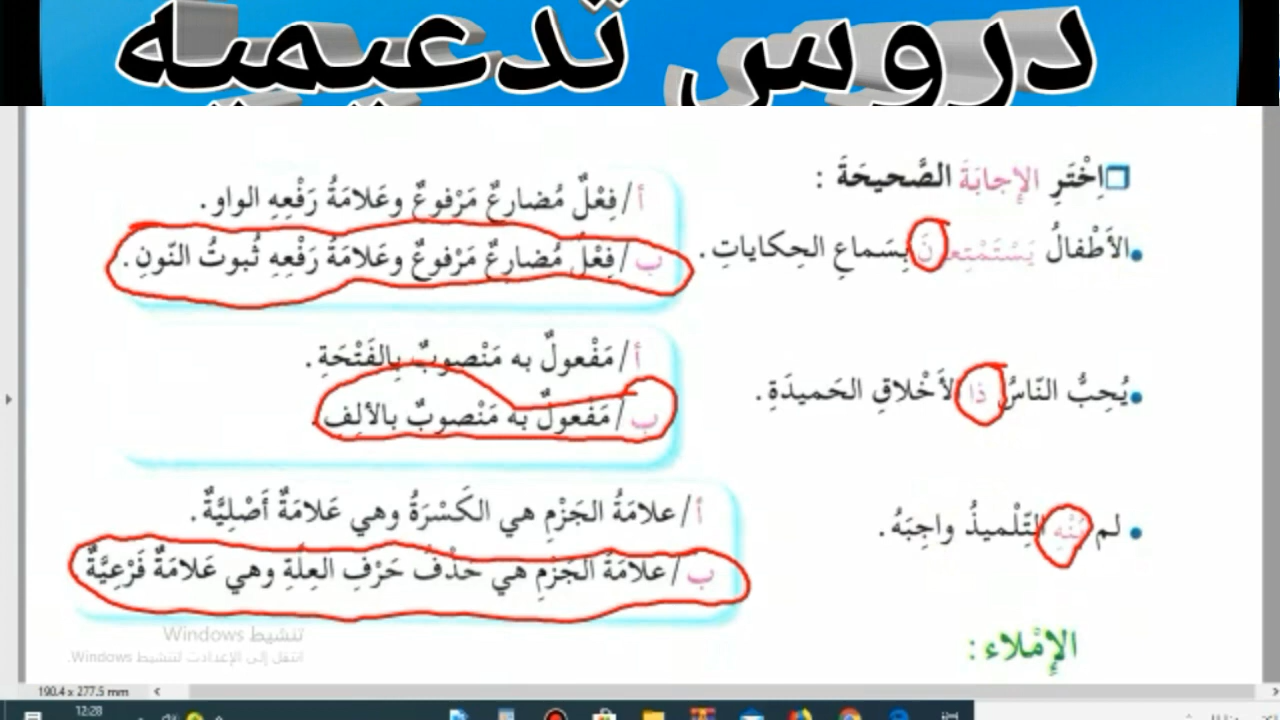 دروس تدعيميه
اِخْتَرِ الإِجابَةَ الصَّحيحَةَ :
الأَطْفالُ يَسْتَمْتِعونَ بِسَماعِ الحِكاياتِ .
أ/فِعْلٌ مُضارِعٌ مَرْفوعٌ وعَلامَةُ رَفْعِهِ الواو .
ب/فِعْلٌ مُضارِعٌ مَرْفوعٌ وعَلامَةُ رَفْعِهِ ثُبوتُ النّونِ .
يُحِبُّ النّاسُ ذا الأَخْلاقِ الحَميدَةِ .
أ/مَفْعولٌ به مَنْصوبٌ بِالفَتْحَةِ .
ب/مَفْعولٌ به مَنْصوبٌ بالألِف
لم يُنْهِ التِّلْميذُ واجِبَهُ .
أ/علامَةُ الجَزْمِ هي الكَسْرَةُ وهي عَلامَةٌ أَصْلِيَّةٌ .
ب/علامَةُ الجَزْمِ هي حَذْفُ حَرْفِ العِلَّةِ وهي عَلامَةٌ فَرْعِيَّةٌ
الإِمْلاء :
تنشيط Windows
انتقل إلى الإعدادات لتنشيط Windows.
190.4 x 277.5 mm
12:28